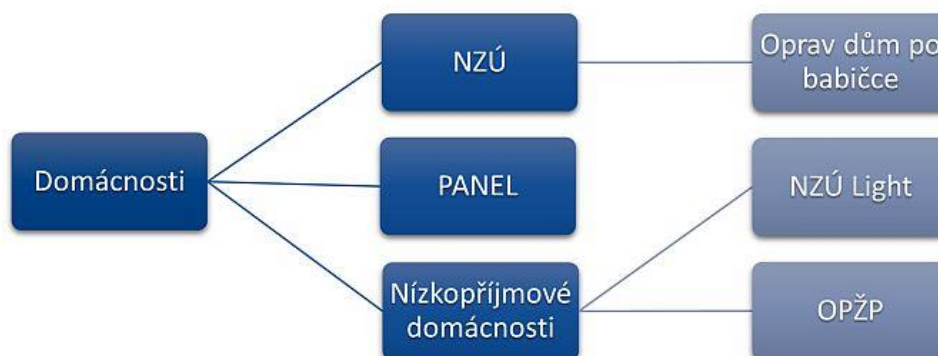 NZÚ
Oprav dům po
babičce
Domácnosti
PANEL
NZÚ Light
Nízkopříjmové
domácnosti
OPŽP